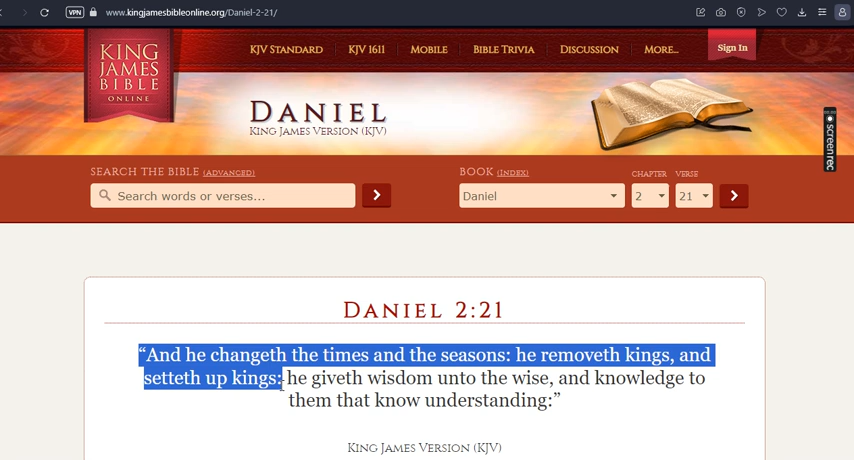 VPN
www.kingjamesbibleonline.org/Daniel-2-21/
KING
JAMES
BIBLE
ONLINE
KJV Standard
KJV 1611
Mobile
Bible Trivia
Discussion
More...
Sign In
Daniel
King James Version (KJV)
screenrec
Search the Bible (Advanced)
Search words or verses...
Book (Index)
Daniel
Chapter
2
Verse
21
Daniel 2:21
“And he changeth the times and the seasons: he removeth kings, and
setteth up kings: he giveth wisdom unto the wise, and knowledge to
them that know understanding:”
King James Version (KJV)